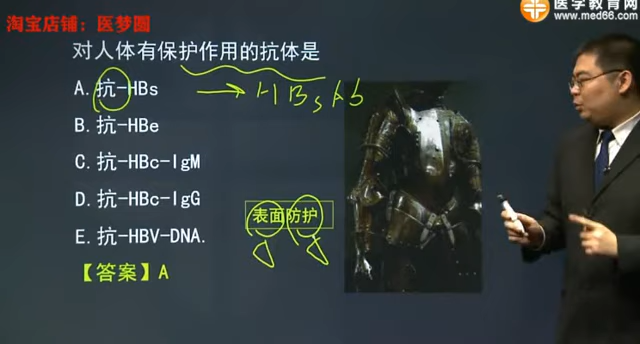 淘宝店铺：医梦圆
医学教育网
www.med66.com
对人体有保护作用的抗体是
A. 抗-HBs
→ HBsAb
B. 抗-HBe
C. 抗-HBc-IgM
D. 抗-HBc-IgG
表面防护
E. 抗-HBV-DNA.
【答案】A